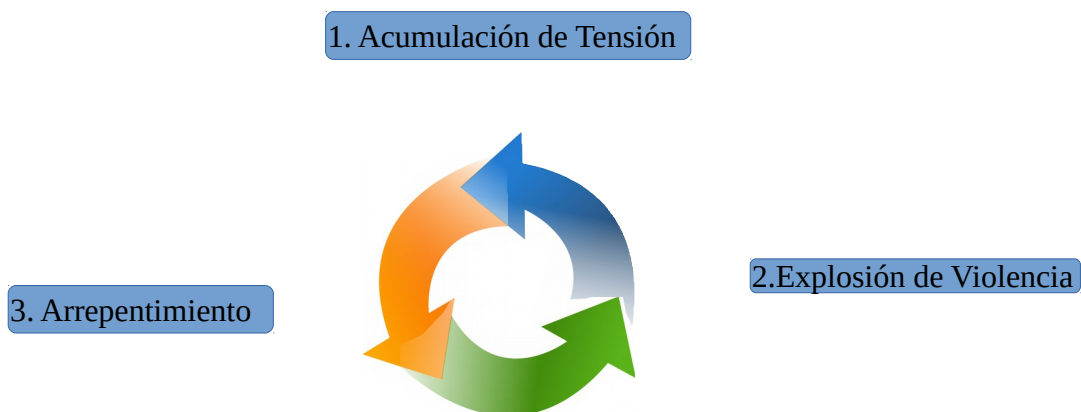 1. Acumulación de Tensión
2.Explosión de Violencia
3. Arrepentimiento